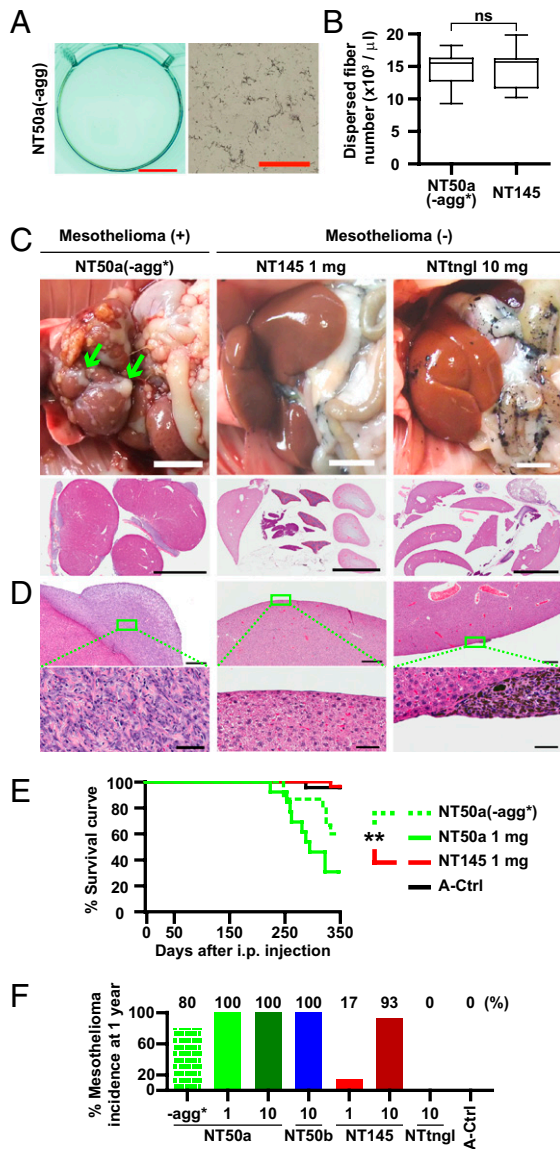 A
NT50a(-agg)
B
ns
Dispersed fiber
number (x10³ / μl)
20
15
10
5
0
NT50a
(-agg*)
NT145
C
Mesothelioma (+)
Mesothelioma (-)
NT50a(-agg*)
NT145 1 mg
NTtngl 10 mg
D
E
% Survival curve
100
80
60
40
20
0
0
50
150
250
350
Days after i.p. injection
NT50a(-agg*)
NT50a 1 mg
**
NT145 1 mg
A-Ctrl
F
% Mesothelioma
incidence at 1 year
100
80
20
0
80 100 100 100 17 93 0 0 (%)
-agg* 1 10 10 1 10 10 A-Ctrl
NT50a NT50b NT145 NTtngl